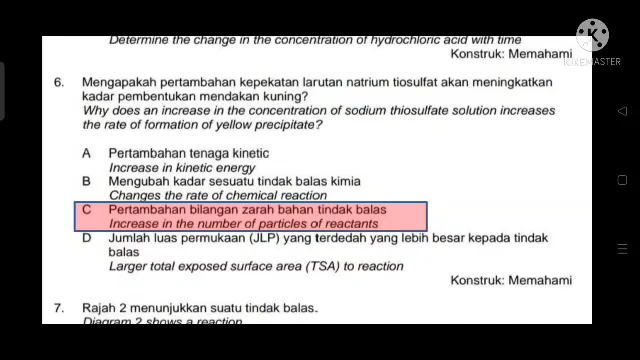 Determine the change in the concentration of hydrochloric acid with time
Konstruk: Memahami
KINEMASTER
6. Mengapakah pertambahan kepekatan larutan natrium tiosulfat akan meningkatkan
kadar pembentukan mendakan kuning?
Why does an increase in the concentration of sodium thiosulfate solution increases
the rate of formation of yellow precipitate?
A Pertambahan tenaga kinetic
Increase in kinetic energy
B Mengubah kadar sesuatu tindak balas kimia
Changes the rate of chemical reaction
C Pertambahan bilangan zarah bahan tindak balas
Increase in the number of particles of reactants
D Jumlah luas permukaan (JLP) yang terdedah yang lebih besar kepada tindak
balas
Larger total exposed surface area (TSA) to reaction
Konstruk: Memahami
7. Rajah 2 menunjukkan suatu tindak balas.
Diagram 2 shows a reaction